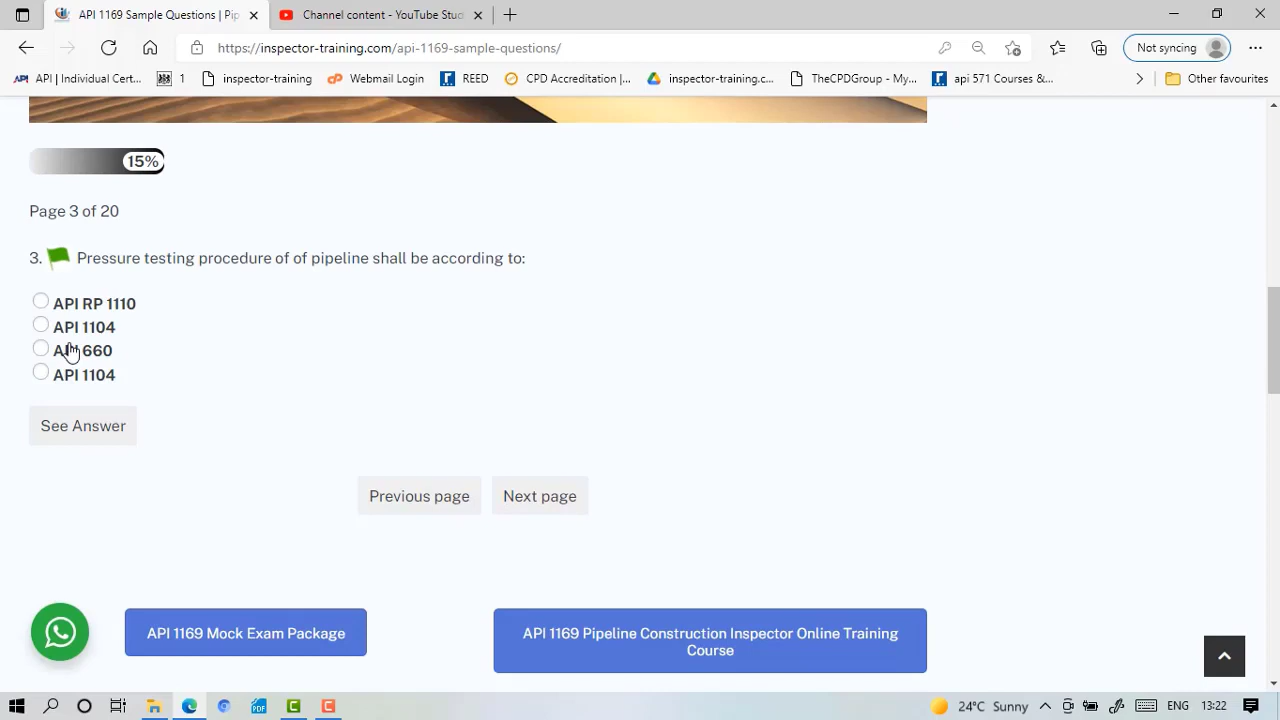 API 1169 Sample Questions | Pip
Channel content - YouTube Stud
https://inspector-training.com/api-1169-sample-questions/
Not syncing
API | Individual Cert...
1
inspector-training
Webmail Login
REED
CPD Accreditation |...
inspector-training.c...
TheCPDGroup - My...
api 571 Courses &...
Other favourites
15%
Page 3 of 20
3. Pressure testing procedure of of pipeline shall be according to:
API RP 1110
API 1104
API 660
API 1104
See Answer
Previous page
Next page
API 1169 Mock Exam Package
API 1169 Pipeline Construction Inspector Online Training
Course
24°C Sunny
ENG
13:22